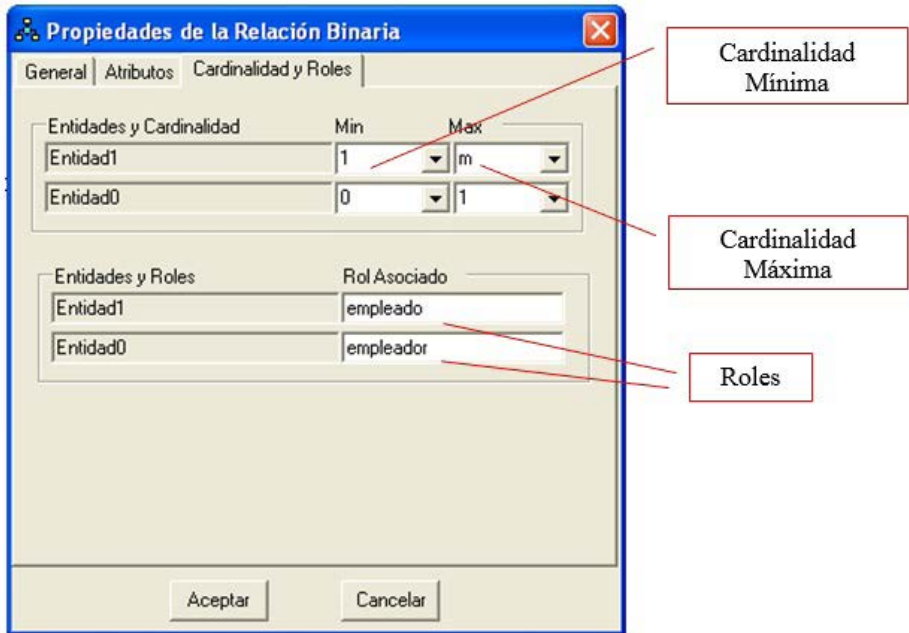 Propiedades de la Relación Binaria
General Atributos Cardinalidad y Roles
Entidades y Cardinalidad Min Max
Entidad1 1 m
Entidad0 0 1
Entidades y Roles Rol Asociado
Entidad1 empleado
Entidad0 empleador
Aceptar Cancelar
Cardinalidad
Mínima
Cardinalidad
Máxima
Roles